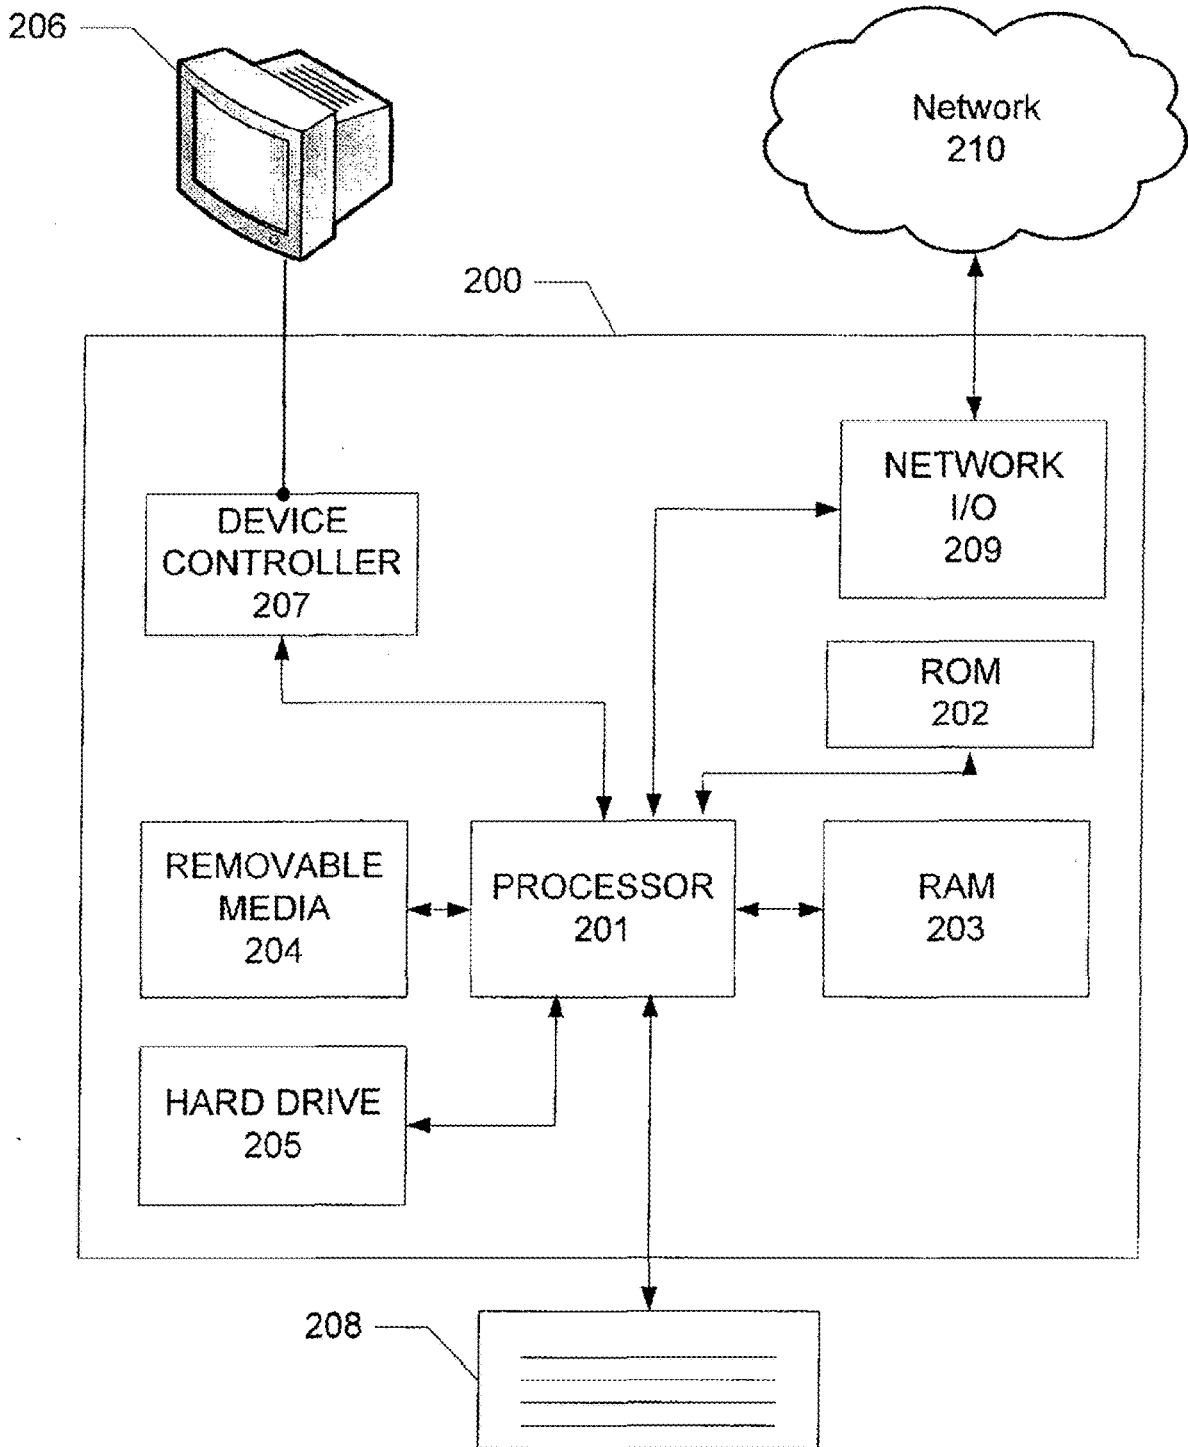 206
Network
210
200
NETWORK
I/O
209
DEVICE
CONTROLLER
207
ROM
202
REMOVABLE
MEDIA
204
PROCESSOR
201
RAM
203
HARD DRIVE
205
208